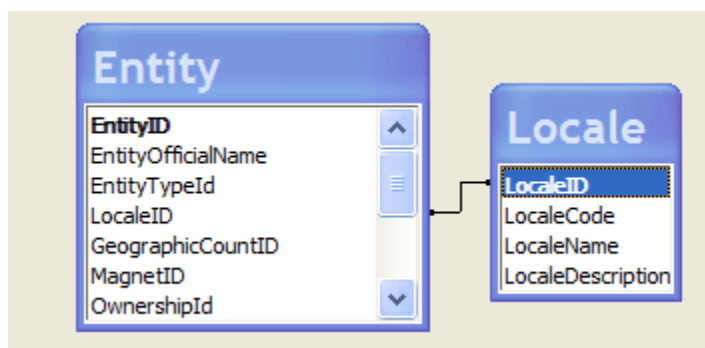 Entity
EntityID
EntityOfficialName
EntityTypeId
LocaleID
GeographicCountID
MagnetID
OwnershipId
Locale
LocaleID
LocaleCode
LocaleName
LocaleDescription